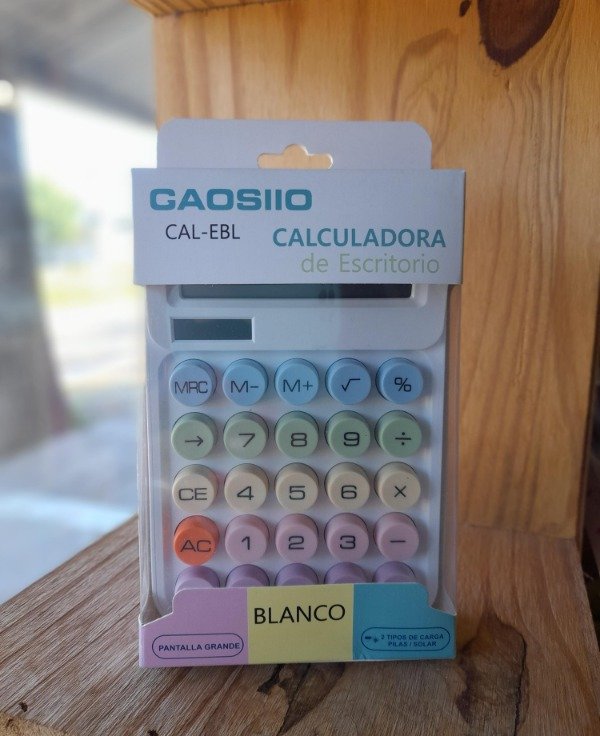 GAOSIIO
CAL-EBL
CALCULADORA
de Escritorio
MRC M- M+ √ %
→ 7 8 9 ÷
CE 4 5 6 ×
AC 1 2 3 −
BLANCO
PANTALLA GRANDE
2 TIPOS DE CARGA
PILAS / SOLAR